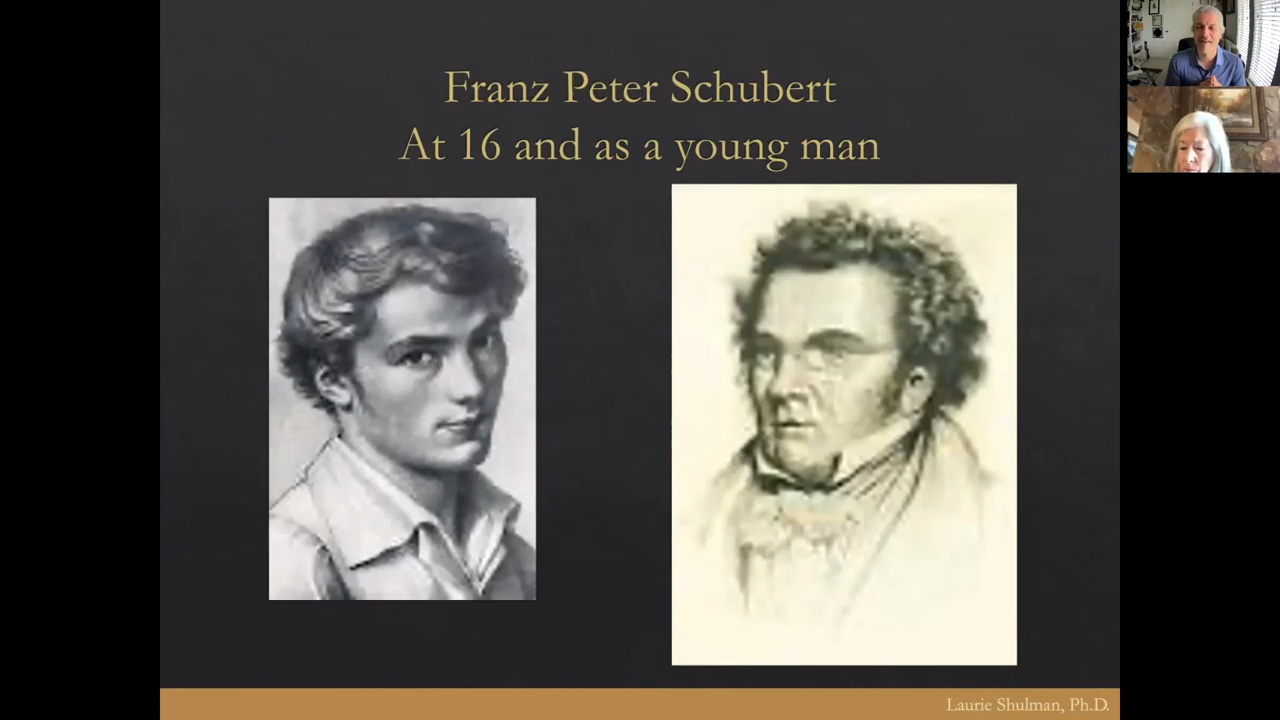 Franz Peter Schubert
At 16 and as a young man
Laurie Shulman, Ph.D.